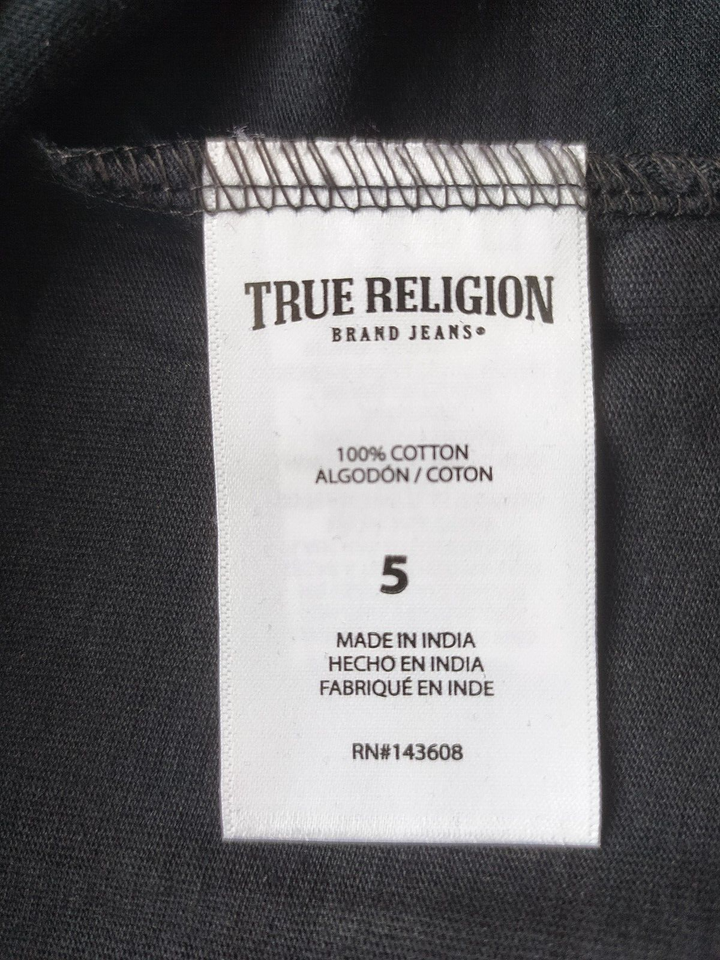 TRUE RELIGION
BRAND JEANS®
100% COTTON
ALGODÓN / COTON
5
MADE IN INDIA
HECHO EN INDIA
FABRIQUÉ EN INDE
RN#143608